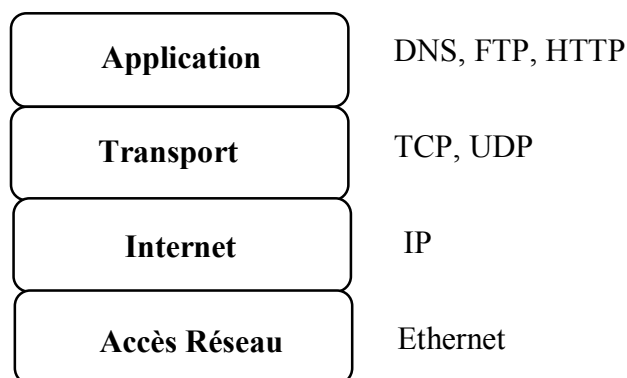 Application DNS, FTP, HTTP
Transport TCP, UDP
Internet IP
Accès Réseau Ethernet